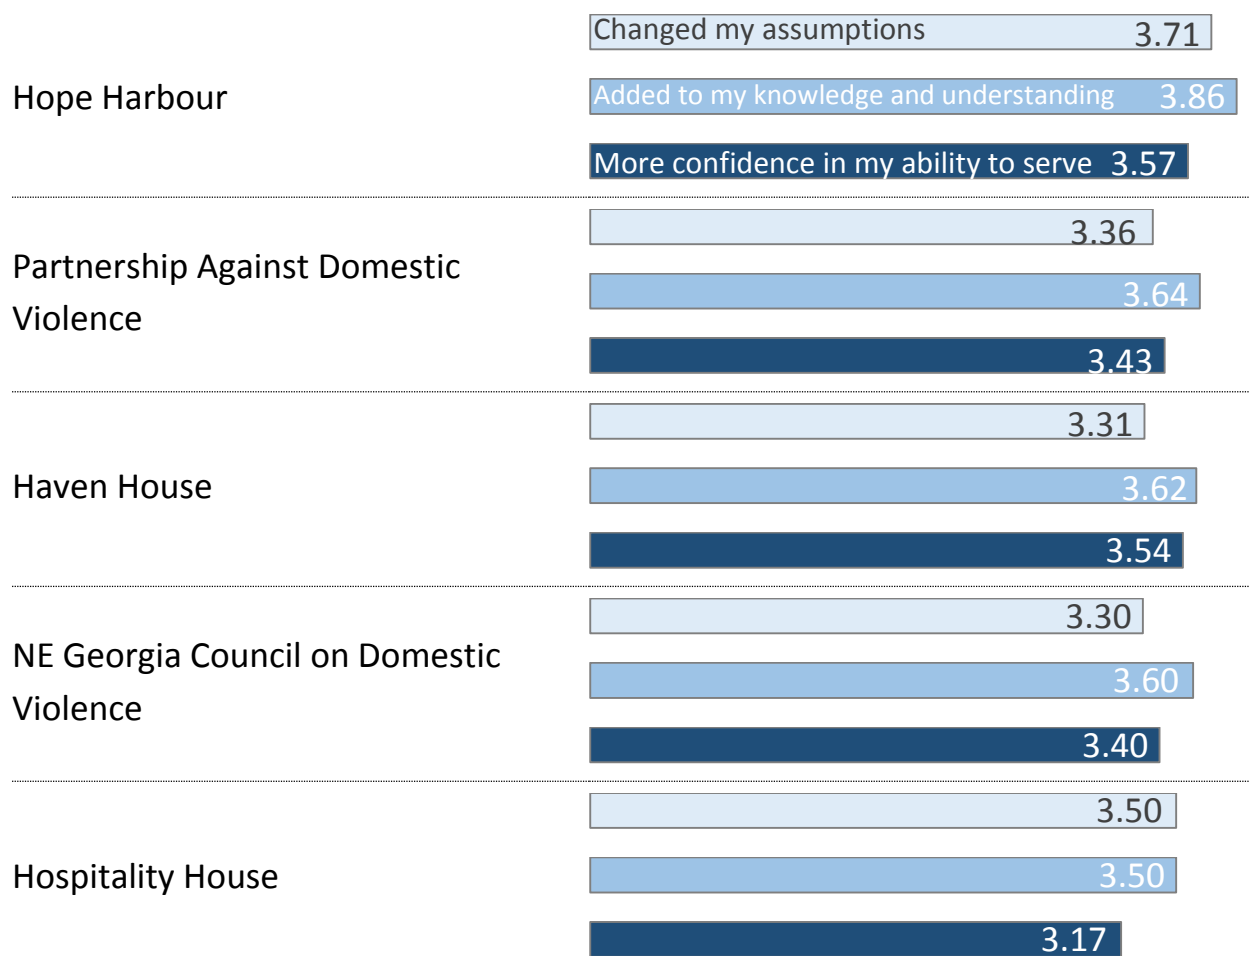 Changed my assumptions 3.71
Hope Harbour
Added to my knowledge and understanding 3.86
More confidence in my ability to serve 3.57
Partnership Against Domestic
Violence
3.36
3.64
3.43
Haven House
3.31
3.62
3.54
NE Georgia Council on Domestic
Violence
3.30
3.60
3.40
Hospitality House
3.50
3.50
3.17